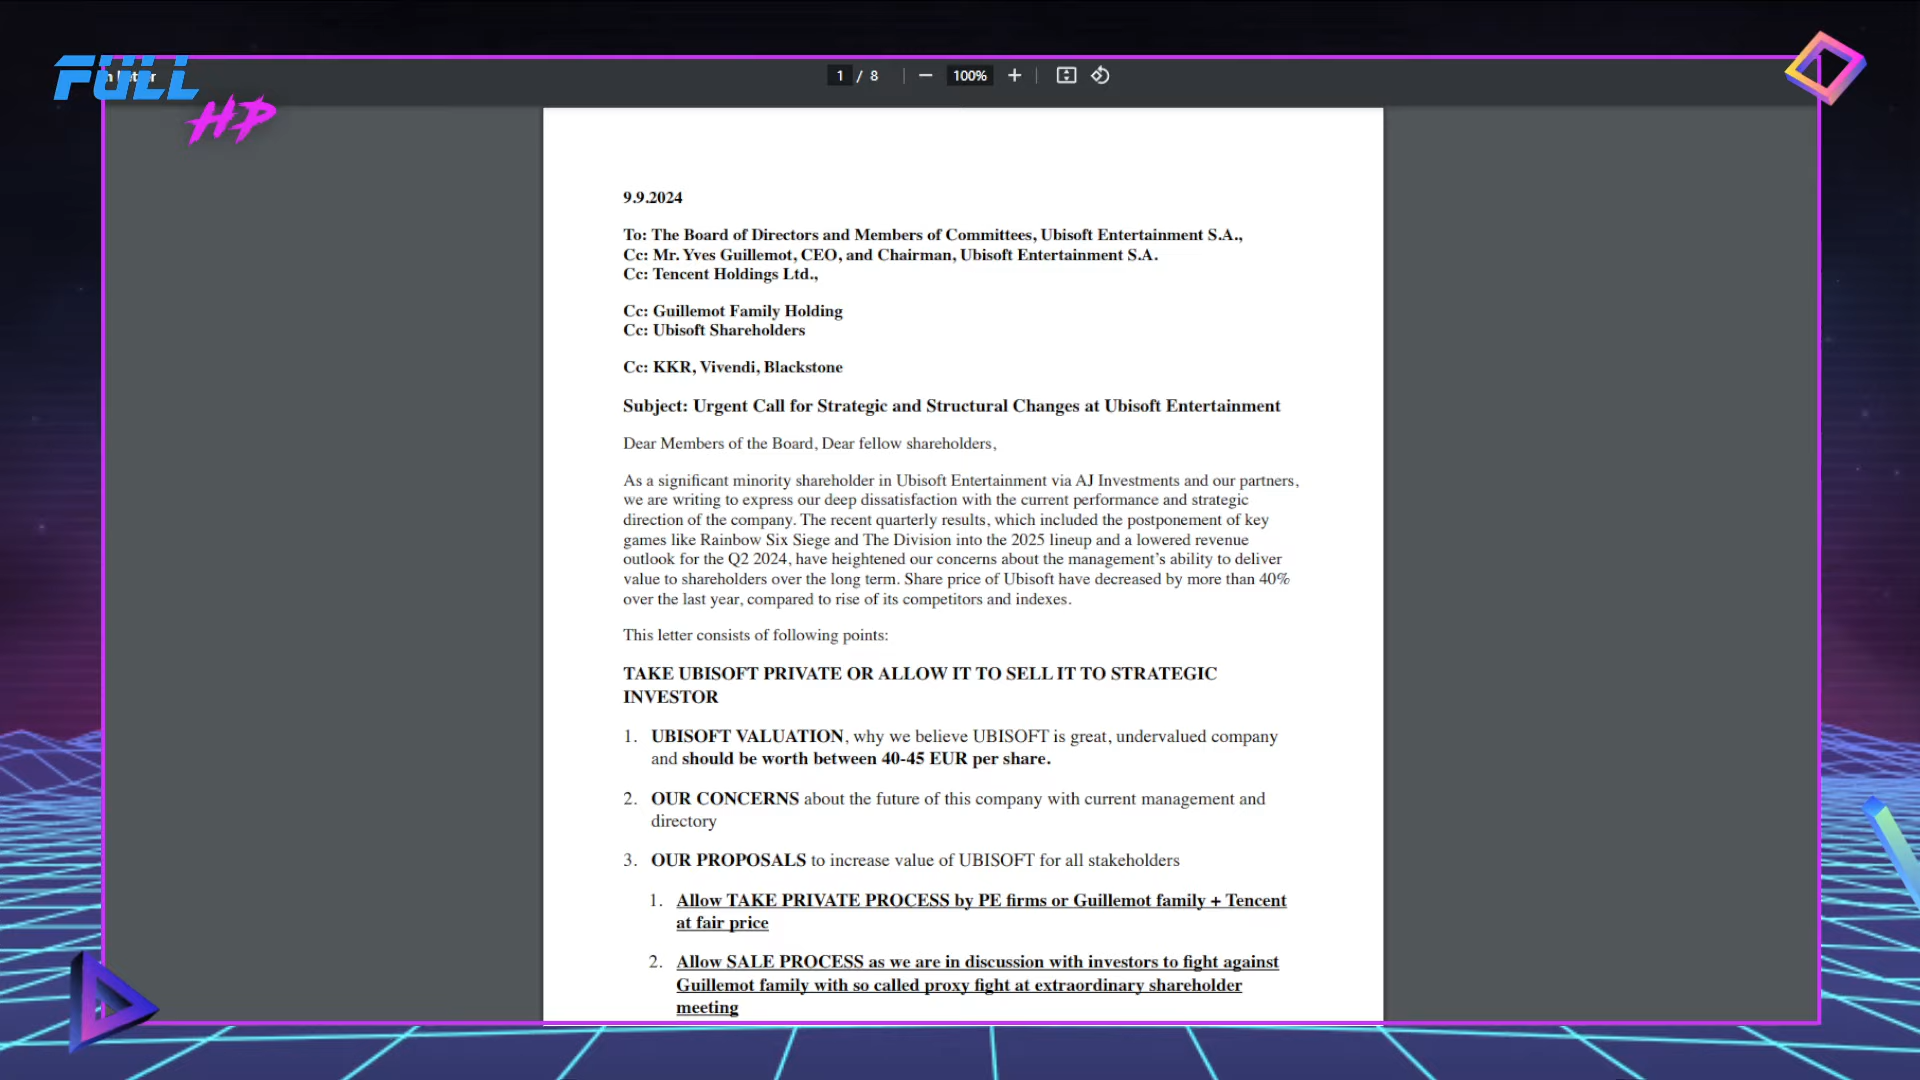 FULL
HP
1 / 8
100%
9.9.2024
To: The Board of Directors and Members of Committees, Ubisoft Entertainment S.A.,
Cc: Mr. Yves Guillemot, CEO, and Chairman, Ubisoft Entertainment S.A.
Cc: Tencent Holdings Ltd.,
Cc: Guillemot Family Holding
Cc: Ubisoft Shareholders
Cc: KKR, Vivendi, Blackstone
Subject: Urgent Call for Strategic and Structural Changes at Ubisoft Entertainment
Dear Members of the Board, Dear fellow shareholders,
As a significant minority shareholder in Ubisoft Entertainment via AJ Investments and our partners,
we are writing to express our deep dissatisfaction with the current performance and strategic
direction of the company. The recent quarterly results, which included the postponement of key
games like Rainbow Six Siege and The Division into the 2025 lineup and a lowered revenue
outlook for the Q2 2024, have heightened our concerns about the management’s ability to deliver
value to shareholders over the long term. Share price of Ubisoft have decreased by more than 40%
over the last year, compared to rise of its competitors and indexes.
This letter consists of following points:
TAKE UBISOFT PRIVATE OR ALLOW IT TO SELL IT TO STRATEGIC
INVESTOR
1. UBISOFT VALUATION, why we believe UBISOFT is great, undervalued company
and should be worth between 40-45 EUR per share.
2. OUR CONCERNS about the future of this company with current management and
directory
3. OUR PROPOSALS to increase value of UBISOFT for all stakeholders
1. Allow TAKE PRIVATE PROCESS by PE firms or Guillemot family + Tencent
at fair price
2. Allow SALE PROCESS as we are in discussion with investors to fight against
Guillemot family with so called proxy fight at extraordinary shareholder
meeting